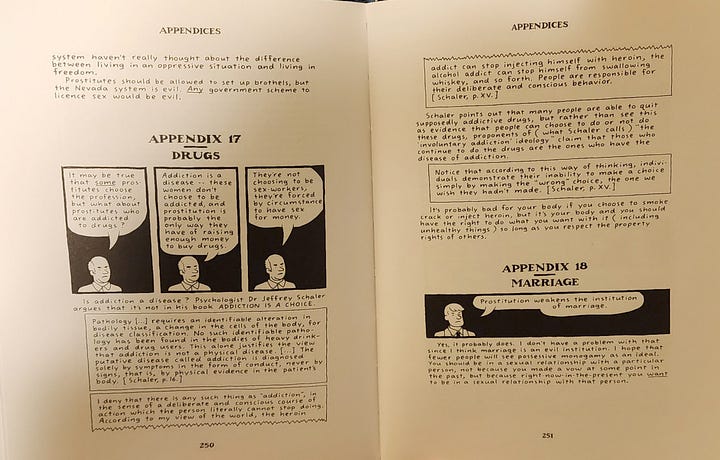 APPENDICES
system haven't really thought about the difference
between living in an oppressive situation and living in
freedom.
Prostitutes should be allowed to set up brothels, but
the Nevada system is evil. Any government scheme to
licence sex would be evil.
APPENDIX 17
DRUGS
It may be true
that some pros-
titutes choose
the profession,
but what about
prostitutes who
are addicted
to drugs?
Addiction is a
disease -- these
women don't
choose to be
addicted, and
prostitution is
probably the
only way they
have of raising
enough money
to buy drugs.
They're not
choosing to be
sex-workers,
they're forced
by circumstance
to have sex
for money.
Is addiction a disease? Psychologist Dr Jeffrey Schaler
argues that it's not in his book ADDICTION IS A CHOICE.
Pathology [...] requires an identifiable alteration in
bodily tissue, a change in the cells of the body, for
disease classification. No such identifiable patho-
logy has been found in the bodies of heavy drink-
ers and drug users. This alone justifies the view
that addiction is not a physical disease. [...] The
putative disease called addiction is diagnosed
solely by symptoms in the form of conduct, never by
signs, that is, by physical evidence in the patient's
body. [Schaler, p.16.]
I deny that there is any such thing as "addiction", in
the sense of a deliberate and conscious course of
action which the person literally cannot stop doing.
According to my view of the world, the heroin
250
APPENDICES
addict can stop injecting himself with heroin, the
alcohol addict can stop himself from swallowing
whiskey, and so forth. People are responsible for
their deliberate and conscious behavior.
[Schaler, p. XV.]
Schaler points out that many people are able to quit
supposedly addictive drugs, but rather than see this
as evidence that people can choose to do or not do
these drugs, proponents of (what Schaler calls) "the
'involuntary addiction' ideology" claim that those who
continue to do the drugs are the ones who have the
disease of addiction.
Notice that according to this way of thinking, indivi-
duals demonstrate their inability to make a choice
simply by making the "wrong" choice, the one we
wish they hadn't made. [Schaler, p. XV.]
It's probably bad for your body if you choose to smoke
crack or inject heroin, but it's your body and you should
have the right to do what you want with it (including
unhealthy things) so long as you respect the property
rights of others.
APPENDIX 18
MARRIAGE
Prostitution weakens the institution
of marriage.
Yes, it probably does. I don't have a problem with that
since I think marriage is an evil institution. I hope that
fewer people will see possessive monogamy as an ideal.
You should be in a sexual relationship with a particular
person, not because you made a vow at some point in
the past, but because right-now-in-the-present you want
to be in a sexual relationship with that person.
251